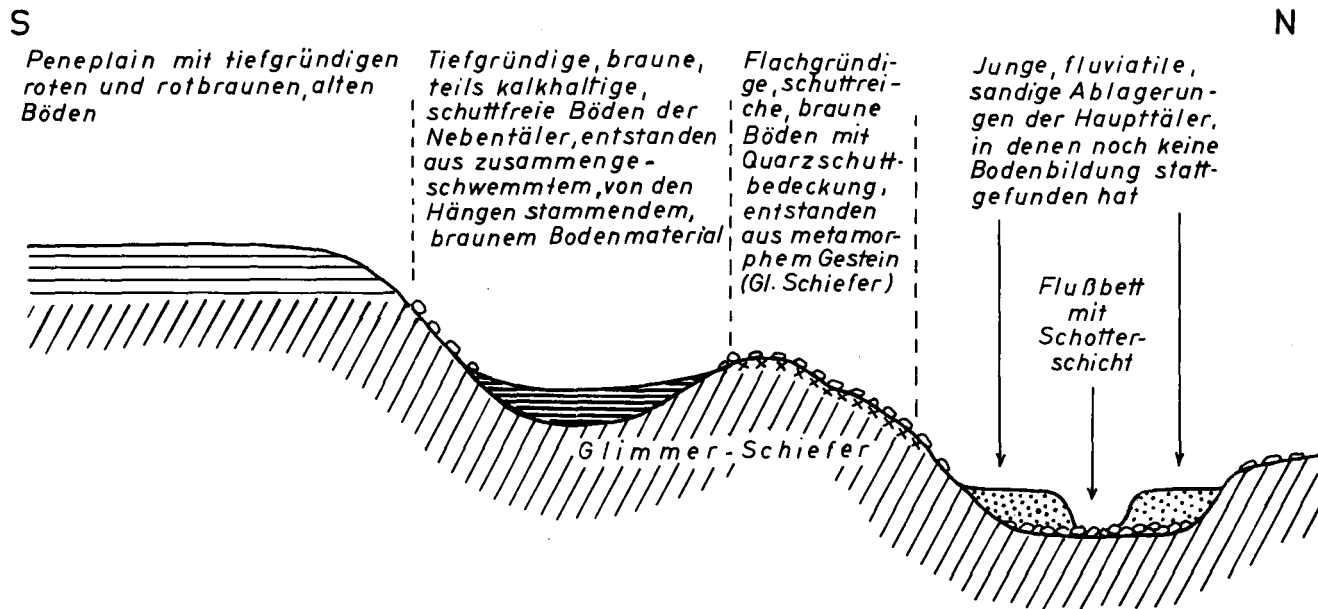 S
N
Peneplain mit tiefgründigen
roten und rotbraunen, alten
Böden
Tiefgründige, braune,
teils kalkhaltige,
schuttfreie Böden der
Nebentäler, entstanden
aus zusammenge-
schwemmtem, von den
Hängen stammendem,
braunem Bodenmaterial
Flachgründi-
ge, schuttrei-
che, braune
Böden mit
Quarzschutt-
bedeckung,
entstanden
aus metamor-
phem Gestein
(Gl. Schiefer)
Junge, fluviatile,
sandige Ablagerun-
gen der Haupttäler,
in denen noch keine
Bodenbildung statt-
gefunden hat
Flußbett
mit
Schotter-
schicht
Glimmer-Schiefer